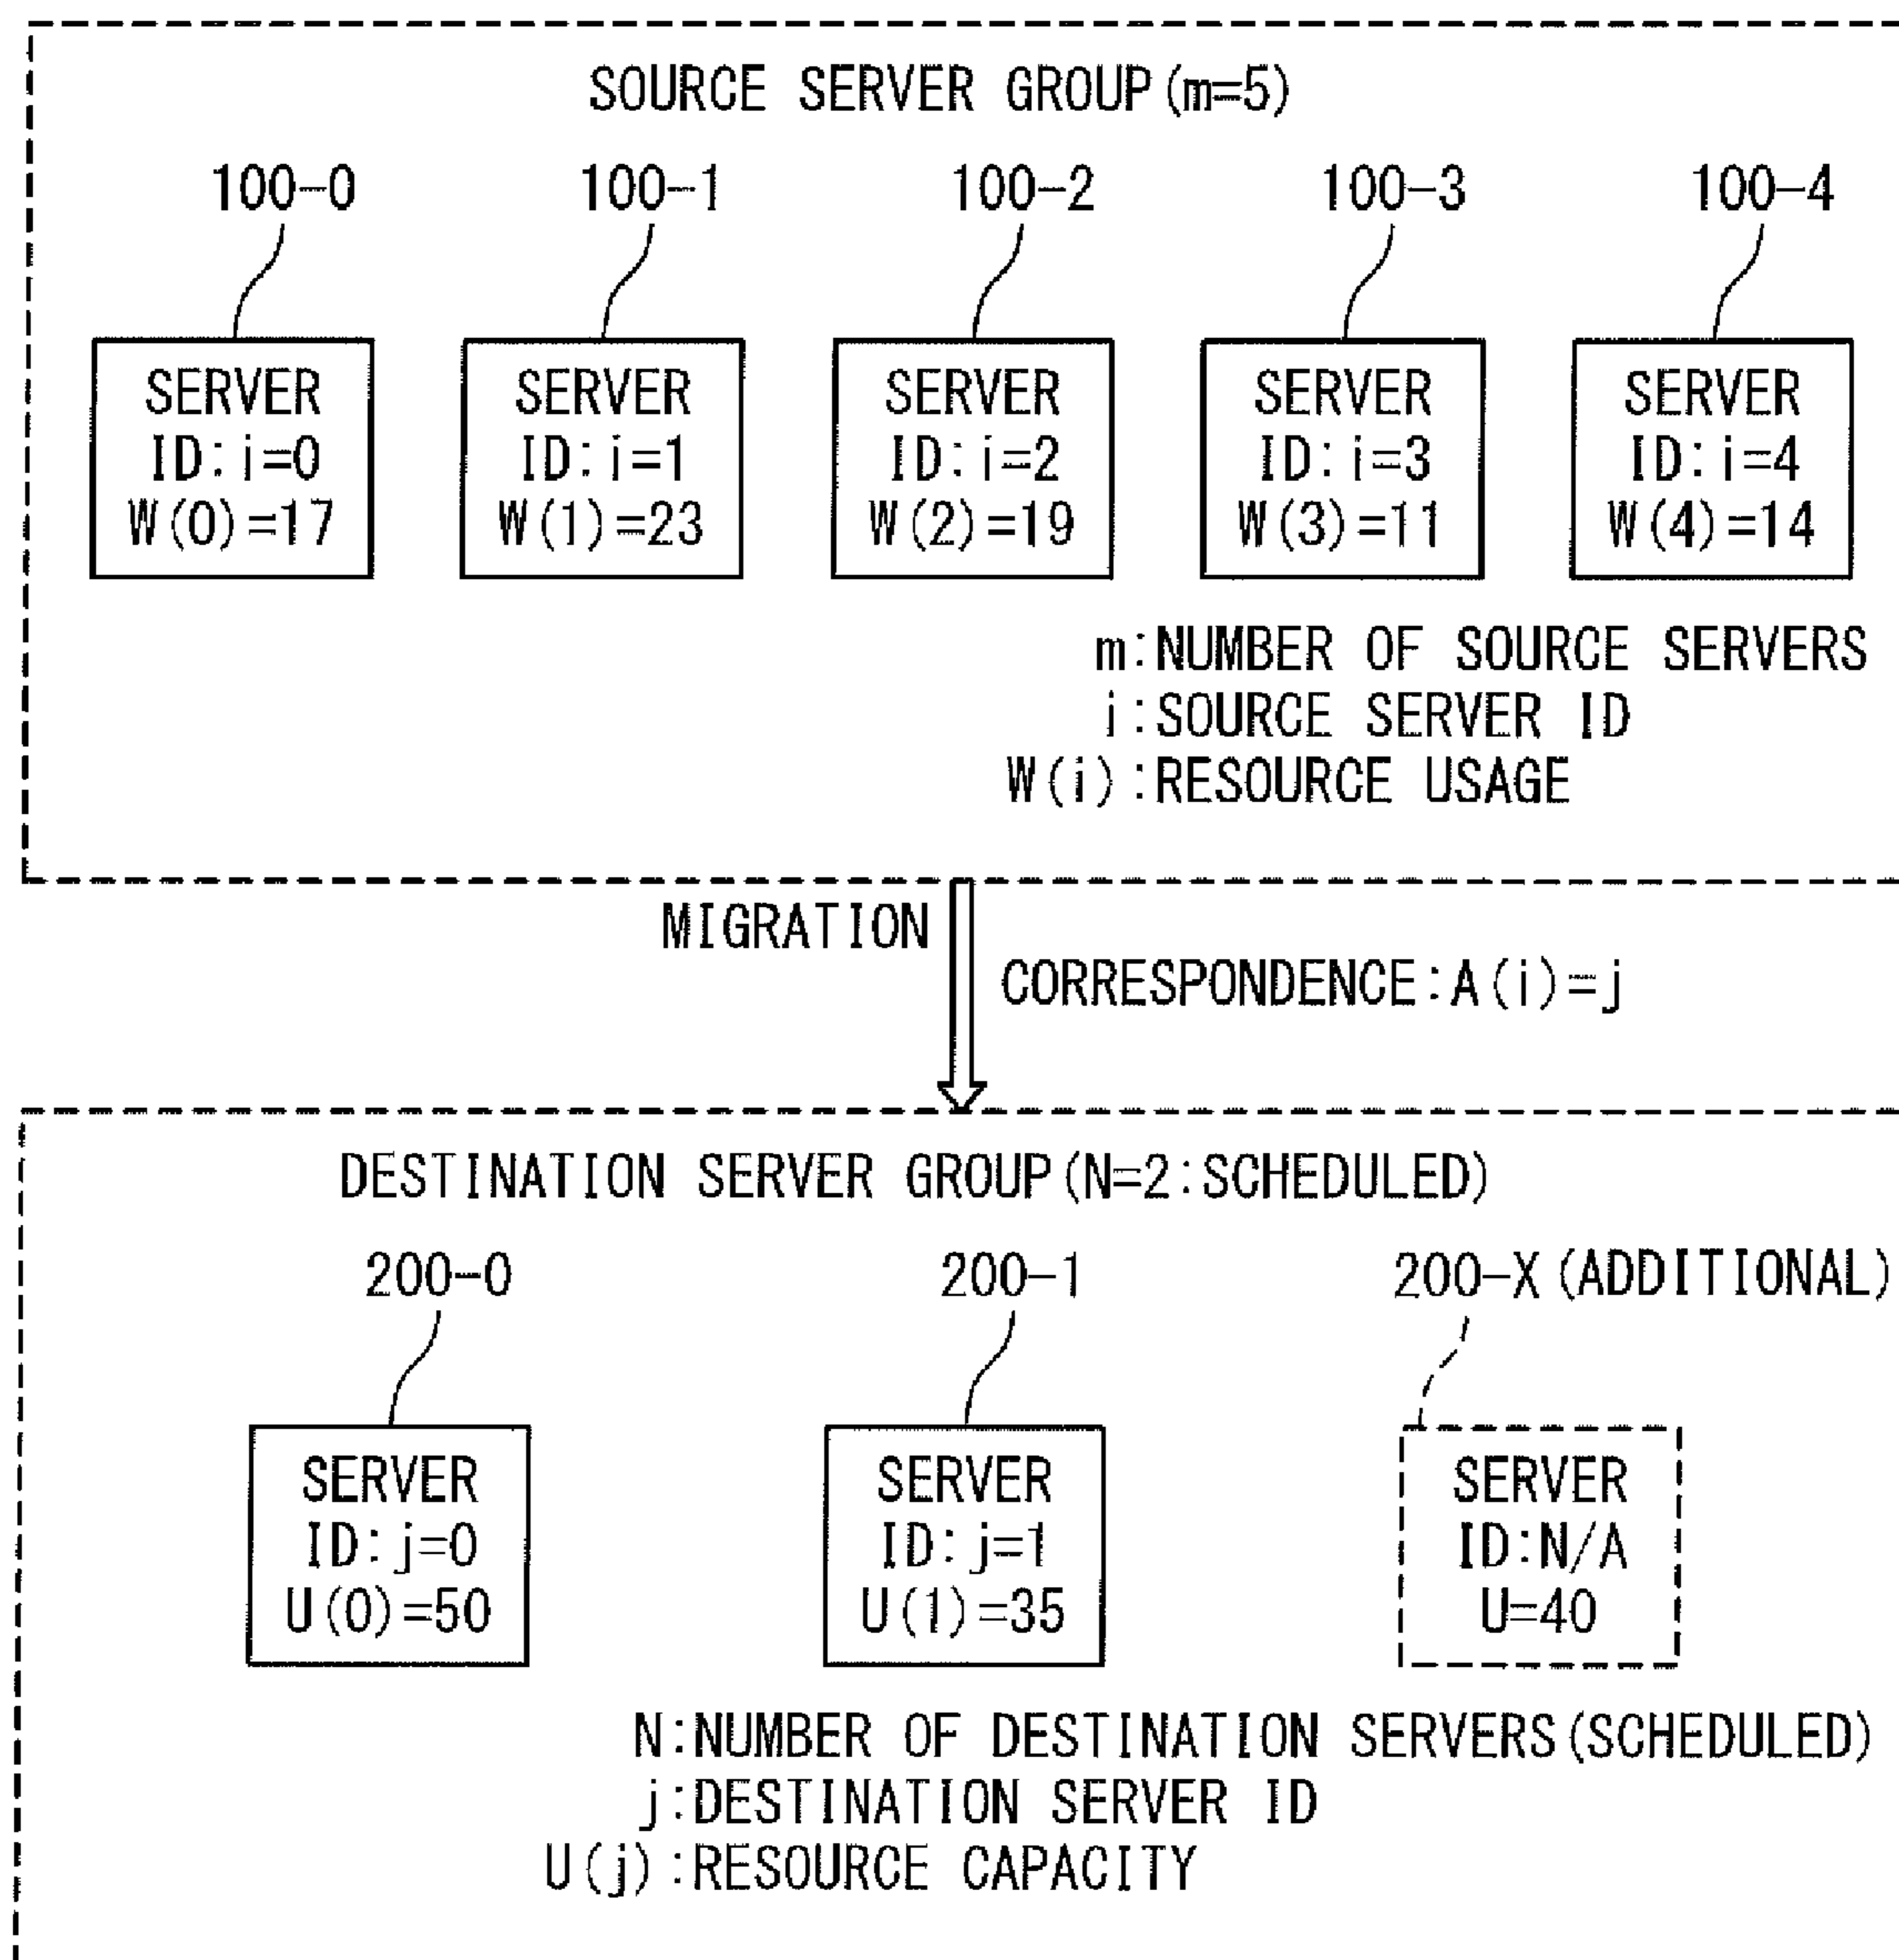 SOURCE SERVER GROUP(m=5)
100-0 100-1 100-2 100-3 100-4
SERVER SERVER SERVER SERVER SERVER
ID:i=0 ID:i=1 ID:i=2 ID:i=3 ID:i=4
W(0)=17 W(1)=23 W(2)=19 W(3)=11 W(4)=14
m:NUMBER OF SOURCE SERVERS
i:SOURCE SERVER ID
W(i):RESOURCE USAGE
MIGRATION
CORRESPONDENCE:A(i)=j
DESTINATION SERVER GROUP(N=2:SCHEDULED)
200-0 200-1 200-X(ADDITIONAL)
SERVER SERVER SERVER
ID:j=0 ID:j=1 ID:N/A
U(0)=50 U(1)=35 U=40
N:NUMBER OF DESTINATION SERVERS(SCHEDULED)
j:DESTINATION SERVER ID
U(j):RESOURCE CAPACITY